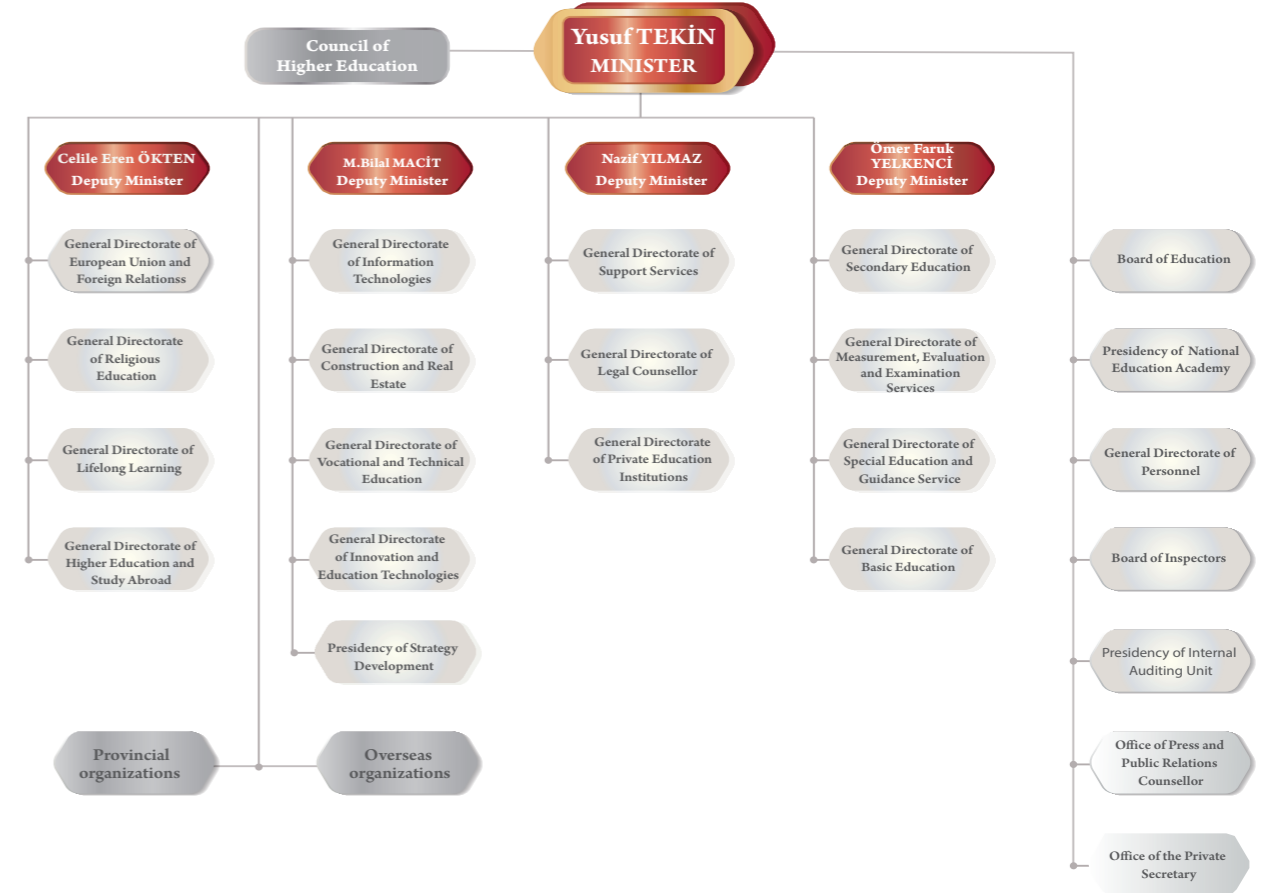 Council of
Higher Education
Yusuf TEKİN
MINISTER
Celile Eren ÖKTEN
Deputy Minister
General Directorate of
European Union and
Foreign Relationss
General Directorate
of Religious
Education
General Directorate of
Lifelong Learning
General Directorate of
Higher Education and
Study Abroad
M.Bilal MACİT
Deputy Minister
General Directorate
of Information
Technologies
General Directorate of
Construction and Real
Estate
General Directorate of
Vocational and Technical
Education
General Directorate
of Innovation and
Education Technologies
Presidency of Strategy
Development
Nazif YILMAZ
Deputy Minister
General Directorate of
Support Services
General Directorate of
Legal Counsellor
General Directorate
of Private Education
Institutions
Ömer Faruk
YELKENCİ
Deputy Minister
General Directorate of
Secondary Education
General Directorate of
Measurement, Evaluation
and Examination
Services
General Directorate of
Special Education and
Guidance Service
General Directorate of
Basic Education
Board of Education
Presidency of National
Education Academy
General Directorate of
Personnel
Board of Inspectors
Presidency of Internal
Auditing Unit
Office of Press and
Public Relations
Counsellor
Office of the Private
Secretary
Provincial
organizations
Overseas
organizations